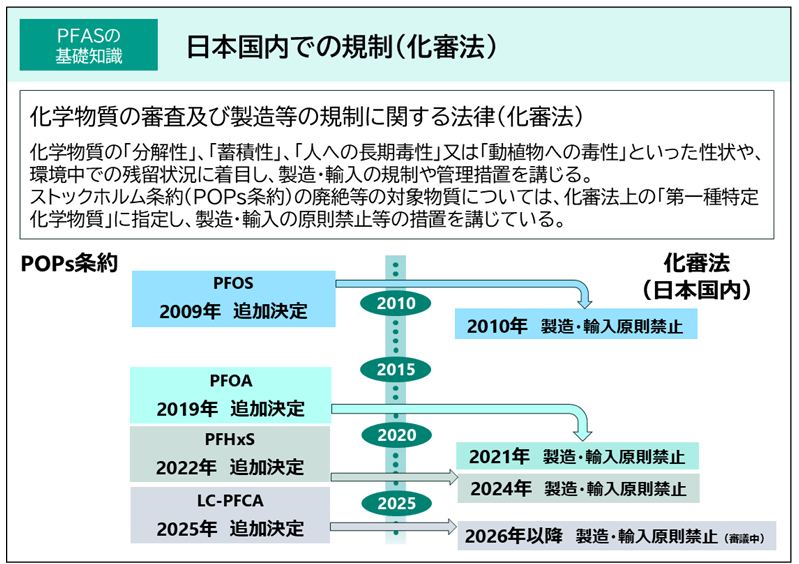 PFASの
基礎知識
日本国内での規制(化審法)
化学物質の審査及び製造等の規制に関する法律(化審法)
化学物質の「分解性」、「蓄積性」、「人への長期毒性」又は「動植物への毒性」といった性状や、
環境中での残留状況に着目し、製造・輸入の規制や管理措置を講じる。
ストックホルム条約(POPs条約)の廃絶等の対象物質については、化審法上の「第一種特定
化学物質」に指定し、製造・輸入の原則禁止等の措置を講じている。
POPs条約
化審法
(日本国内)
PFOS
2009年 追加決定
2010
2010年 製造・輸入原則禁止
2015
PFOA
2019年 追加決定
2020
PFHxS
2022年 追加決定
2021年 製造・輸入原則禁止
2024年 製造・輸入原則禁止
2025
LC-PFCA
2025年 追加決定
2026年以降 製造・輸入原則禁止(審議中)